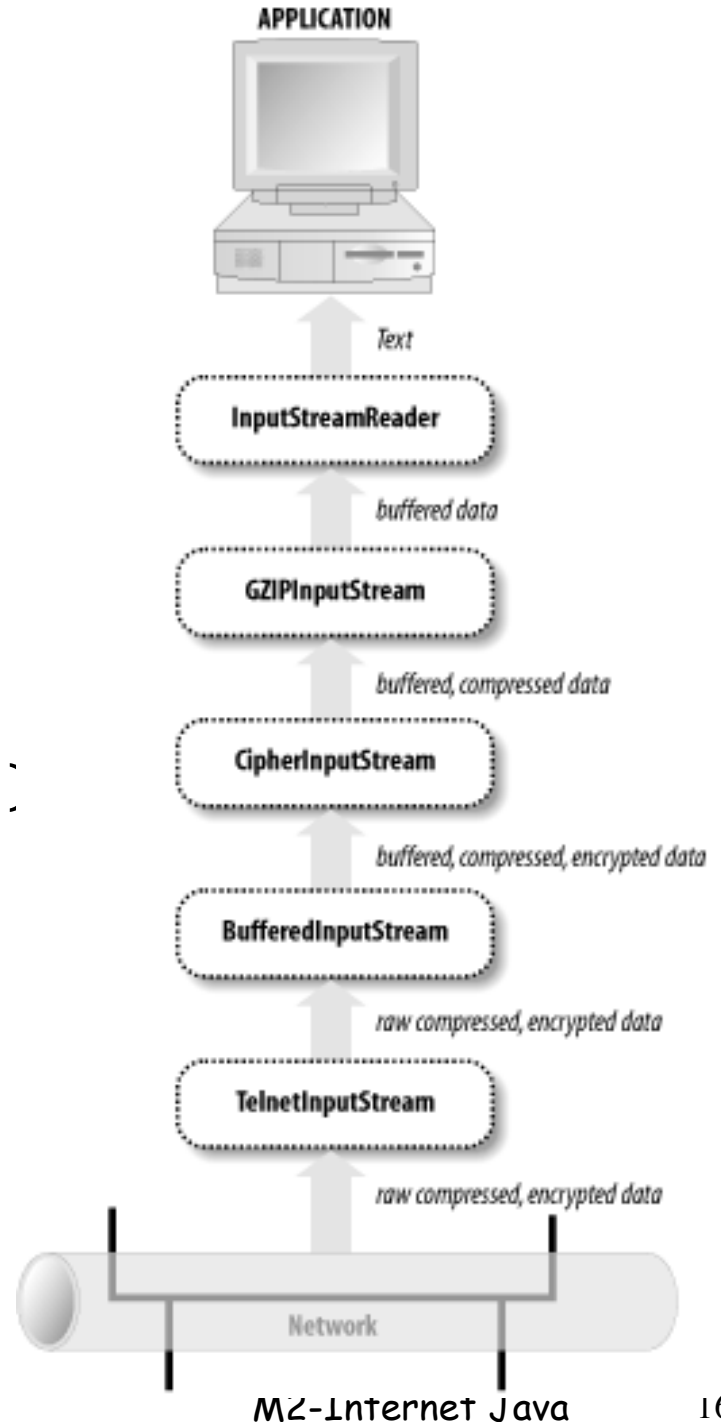 APPLICATION
Text
InputStreamReader
buffered data
GZIPInputStream
buffered, compressed data
CipherInputStream
buffered, compressed, encrypted data
BufferedInputStream
raw compressed, encrypted data
TelnetInputStream
raw compressed, encrypted data
Network
M2-Internet Java 16